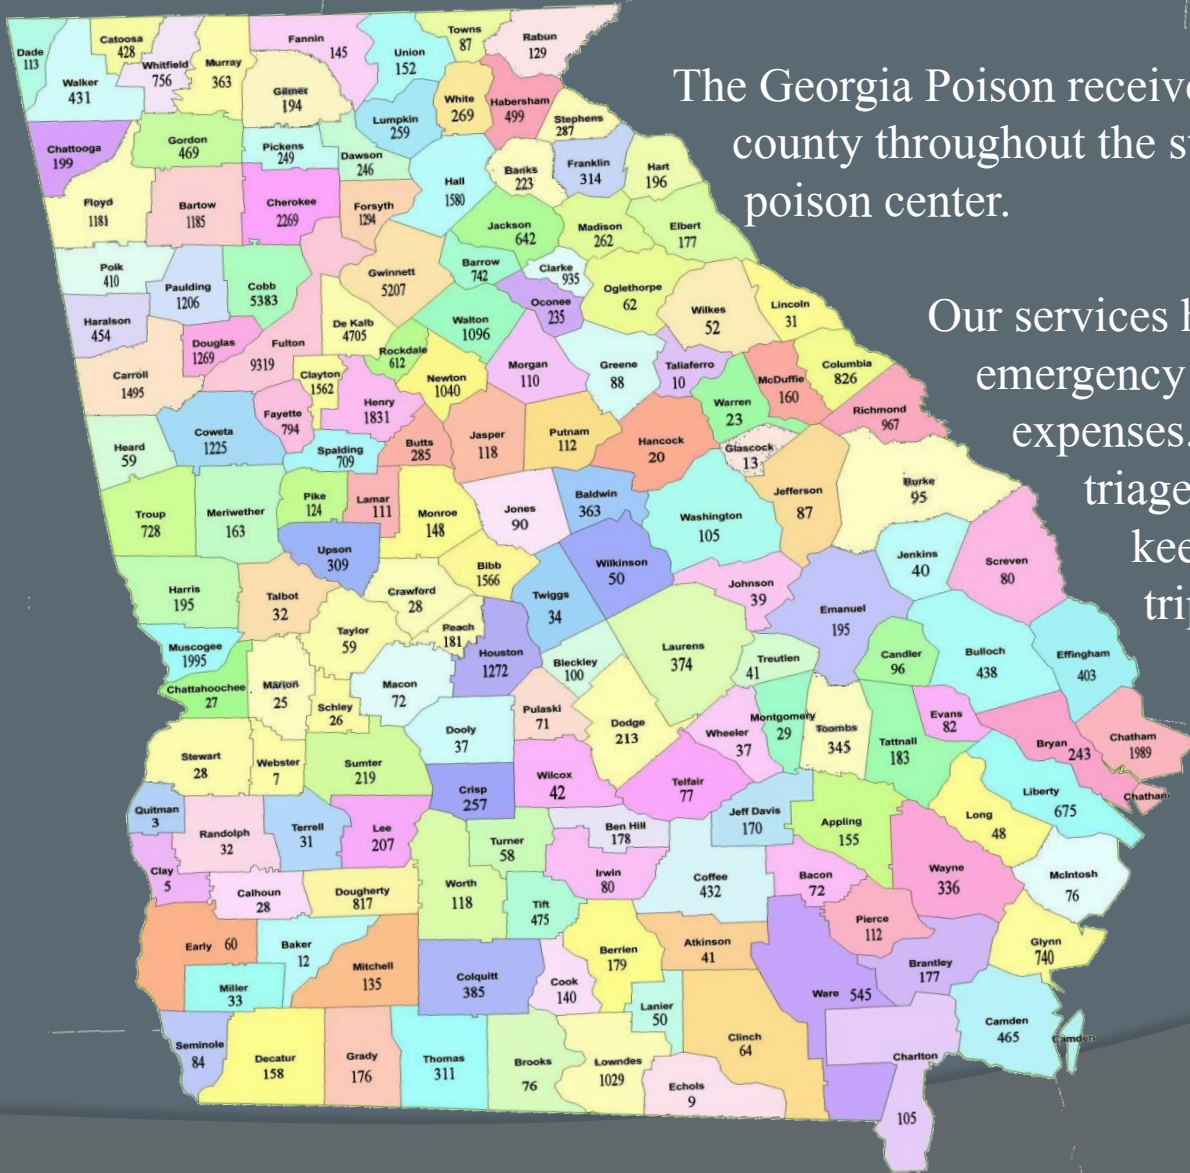 The Georgia Poison receive
county throughout the s
poison center.
Our services h
emergency
expenses.
triage
kee
tri
Dade
113
Walker
431
Catoosa
428
Whitfield
756
Murray
363
Fannin
145
Gilmer
194
Union
152
Towns
87
Rabun
129
White
269
Habersham
499
Stephens
287
Lumpkin
259
Chattooga
199
Gordon
469
Pickens
249
Dawson
246
Hall
1580
Banks
223
Franklin
314
Hart
196
Floyd
1181
Bartow
1185
Cherokee
2269
Forsyth
1294
Jackson
642
Madison
262
Elbert
177
Polk
410
Paulding
1206
Cobb
5383
Gwinnett
5207
Barrow
742
Clarke
935
Oconee
235
Oglethorpe
62
Wilkes
52
Lincoln
31
Haralson
454
Douglas
1269
Fulton
9319
De Kalb
4705
Rockdale
612
Walton
1096
Morgan
110
Greene
88
Taliaferro
10
McDuffie
160
Columbia
826
Carroll
1495
Clayton
1562
Newton
1040
Henry
1831
Fayette
794
Warren
23
Richmond
967
Heard
59
Coweta
1225
Spalding
709
Butts
285
Jasper
118
Putnam
112
Hancock
20
Glascock
13
Jefferson
87
Burke
95
Troup
728
Meriwether
163
Pike
124
Lamar
111
Monroe
148
Jones
90
Baldwin
363
Washington
105
Jenkins
40
Screven
80
Upson
309
Bibb
1566
Wilkinson
50
Johnson
39
Emanuel
195
Harris
195
Talbot
32
Crawford
28
Twiggs
34
Taylor
59
Peach
181
Houston
1272
Bleckley
100
Laurens
374
Treutlen
41
Candler
96
Bulloch
438
Effingham
403
Muscogee
1995
Chattahoochee
27
Marion
25
Schley
26
Macon
72
Dooly
37
Pulaski
71
Dodge
213
Wheeler
37
Montgomery
29
Toombs
345
Tattnall
183
Evans
82
Bryan 243
Chatham
1989
Chatham
Stewart
28
Webster
7
Sumter
219
Crisp
257
Wilcox
42
Telfair
77
Jeff Davis
170
Appling
155
Long
48
Liberty
675
Quitman
3
Randolph
32
Terrell
31
Lee
207
Turner
58
Ben Hill
178
Irwin
80
Coffee
432
Bacon
72
Wayne
336
McIntosh
76
Clay
5
Calhoun
28
Dougherty
817
Worth
118
Tift
475
Pierce
112
Early 60
Baker
12
Miller
33
Mitchell
135
Colquitt
385
Cook
140
Berrien
179
Atkinson
41
Ware 545
Brantley
177
Glynn
740
Lanier
50
Clinch
64
Camden
465
Camden
Seminole
84
Decatur
158
Grady
176
Thomas
311
Brooks
76
Lowndes
1029
Echols
9
Charlton
105